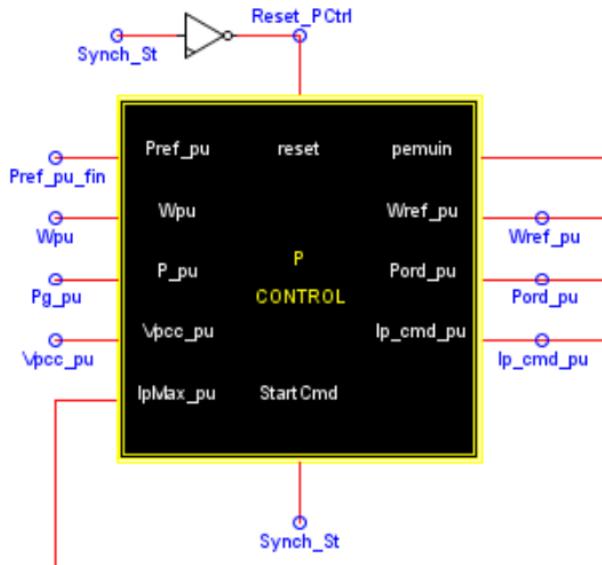 Reset_PCtrl
Synch_St
Pref_pu reset pemuin
Pref_pu_fin
Wpu Wref_pu
Wpu Wref_pu
P_pu P Pord_pu
CONTROL
Pg_pu Pord_pu
Vpcc_pu Ip_cmd_pu
Vpcc_pu Ip_cmd_pu
IpMax_pu StartCmd
Synch_St